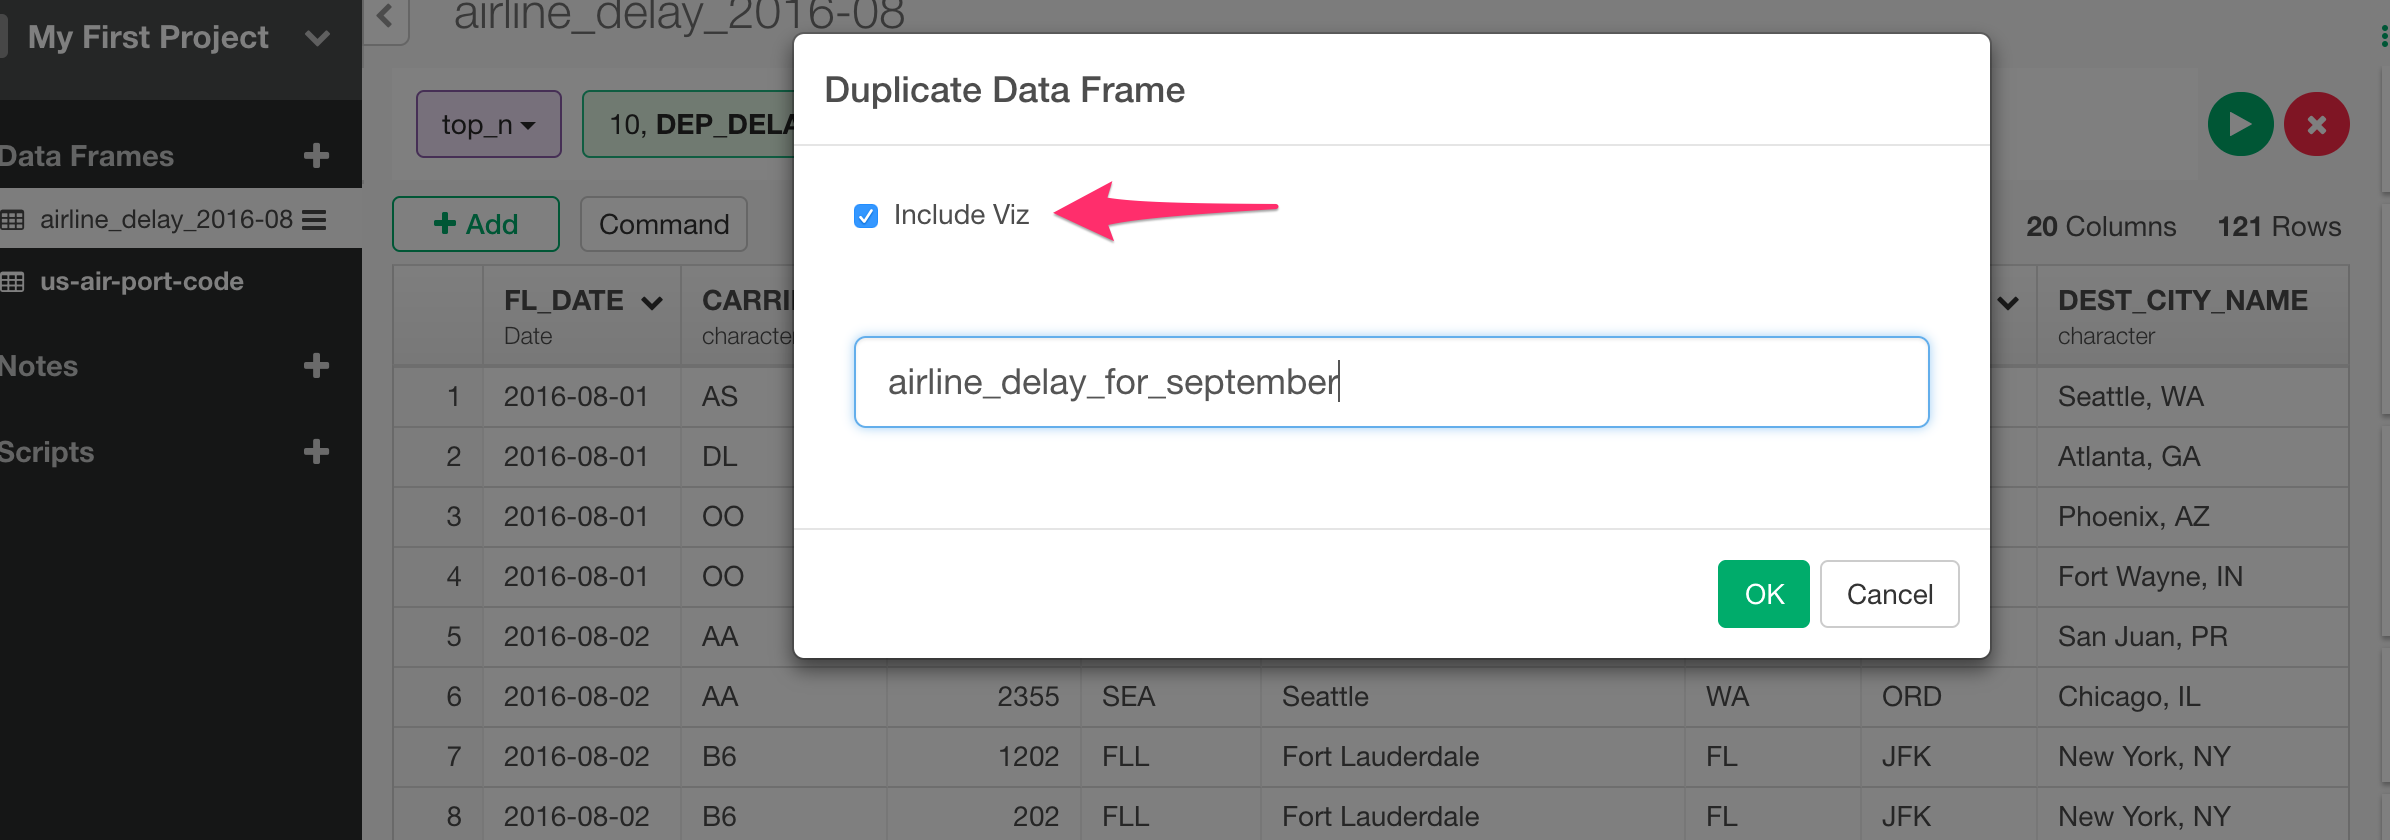 My First Project
airline_delay_2016-08
Duplicate Data Frame
top_n
10, DEP_DELA
Data Frames
airline_delay_2016-08
Include Viz
+ Add
Command
20 Columns 121 Rows
us-air-port-code
FL_DATE CARRI DEST_CITY_NAME
Date character character
airline_delay_for_september
Notes
Scripts
1 2016-08-01 AS Seattle, WA
2 2016-08-01 DL Atlanta, GA
3 2016-08-01 OO Phoenix, AZ
4 2016-08-01 OO Fort Wayne, IN
OK Cancel
5 2016-08-02 AA San Juan, PR
6 2016-08-02 AA 2355 SEA Seattle WA ORD Chicago, IL
7 2016-08-02 B6 1202 FLL Fort Lauderdale FL JFK New York, NY
8 2016-08-02 B6 202 FLL Fort Lauderdale FL JFK New York, NY